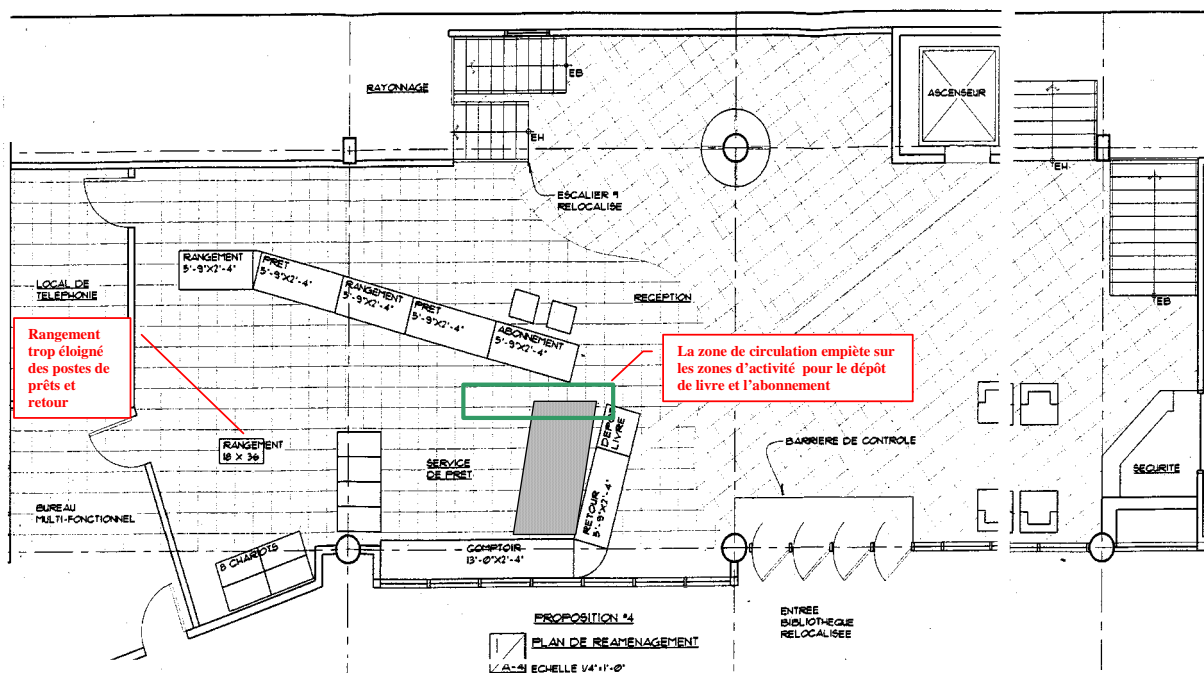 RAYONNAGE
EB
EH
ASCENSEUR
EH
ESCALIER #1
RELOCALISE
RANGEMENT
5'-9"X2'-4"
PRET
5'-9"X2'-4"
RANGEMENT
5'-9"X2'-4"
PRET
5'-9"X2'-4"
ABONNEMENT
5'-9"X2'-4"
RECEPTION
LOCAL DE
TELEPHONIE
EB
Rangement
trop éloigné
des postes de
prêts et
retour
La zone de circulation empiète sur
les zones d'activité pour le dépôt
de livre et l'abonnement
DEPOT
LIVRE
RANGEMENT
18 X 36
SERVICE
DE PRET
BARRIERE DE CONTROLE
SECURITE
RETOUR
5'-9"X2'-4"
BUREAU
MULTI-FONCTIONNEL
8 CHARIOTS
COMPTOIR
13'-0"X2'-4"
PROPOSITION #4
PLAN DE REAMENAGEMENT
A-4 ECHELLE 1/4"=1'-0"
ENTREE
BIBLIOTHEQUE
RELOCALISEE